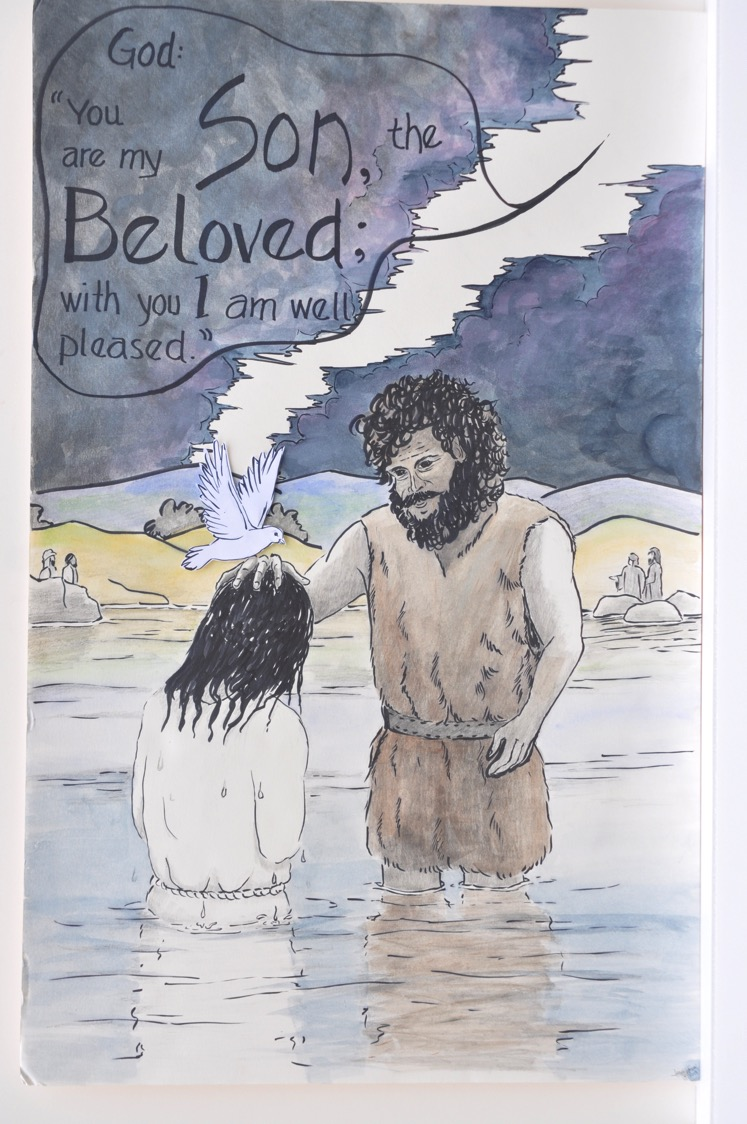 God:
"You
are my Son, the
Beloved;
with you I am well
pleased."